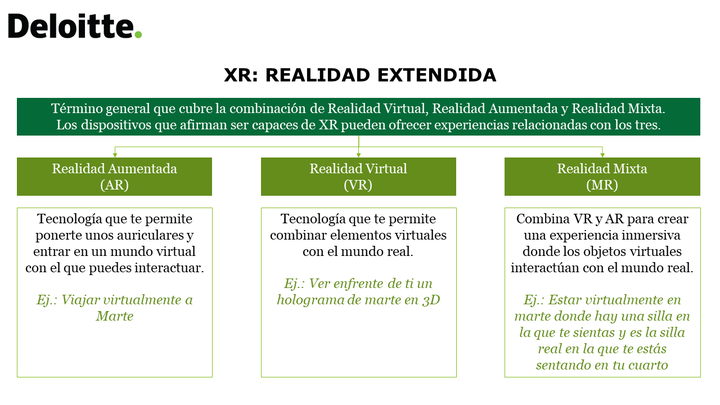 Deloitte.
XR: REALIDAD EXTENDIDA
Término general que cubre la combinación de Realidad Virtual, Realidad Aumentada y Realidad Mixta.
Los dispositivos que afirman ser capaces de XR pueden ofrecer experiencias relacionadas con los tres.
Realidad Aumentada
(AR)
Tecnología que te permite
ponerte unos auriculares y
entrar en un mundo virtual
con el que puedes interactuar.
Ej.: Viajar virtualmente a
Marte
Realidad Virtual
(VR)
Tecnología que te permite
combinar elementos virtuales
con el mundo real.
Ej.: Ver enfrente de ti un
holograma de marte en 3D
Realidad Mixta
(MR)
Combina VR y AR para crear
una experiencia inmersiva
donde los objetos virtuales
interactúan con el mundo real.
Ej.: Estar virtualmente en
marte donde hay una silla en
la que te sientas y es la silla
real en la que te estás
sentando en tu cuarto